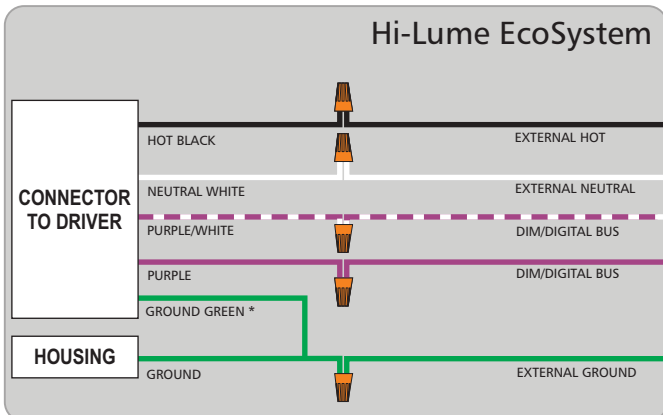 Hi-Lume EcoSystem
HOT BLACK
EXTERNAL HOT
CONNECTOR
TO DRIVER
NEUTRAL WHITE
EXTERNAL NEUTRAL
PURPLE/WHITE
DIM/DIGITAL BUS
PURPLE
DIM/DIGITAL BUS
GROUND GREEN *
HOUSING
GROUND
EXTERNAL GROUND